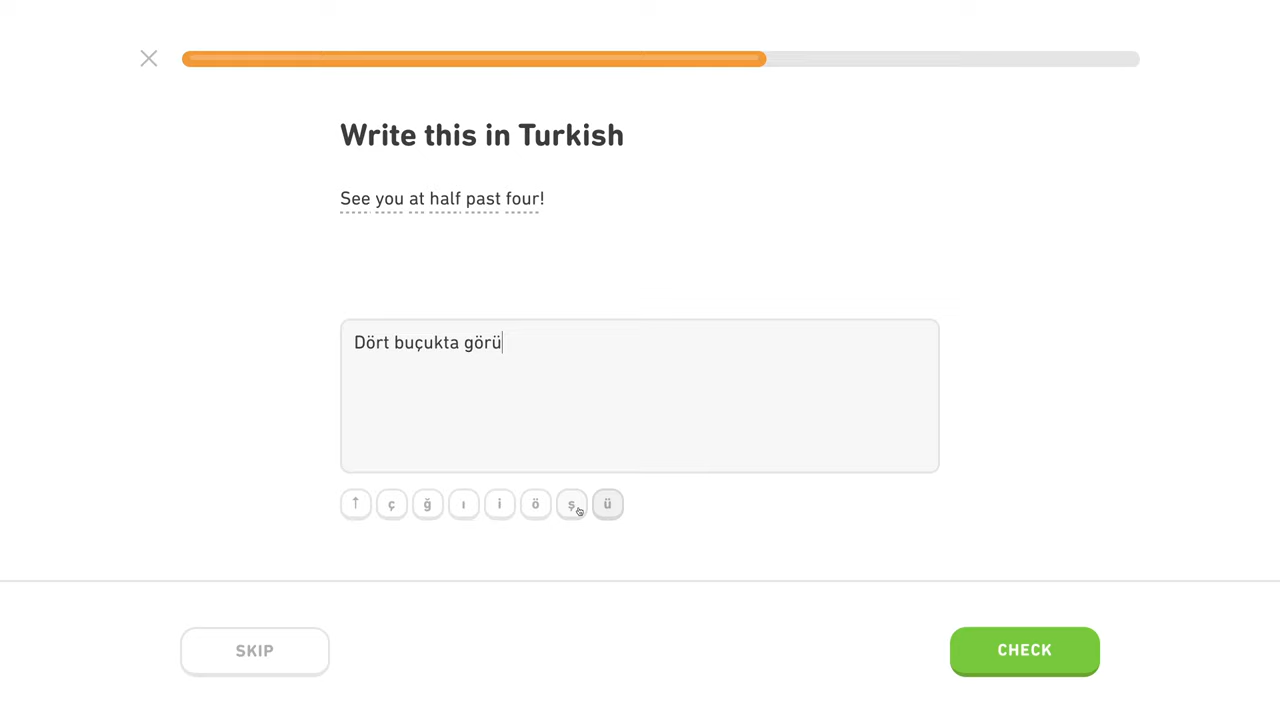 Write this in Turkish
See you at half past four!
Dört buçukta görü
↑ ç ğ ı i ö ş ü
SKIP
CHECK